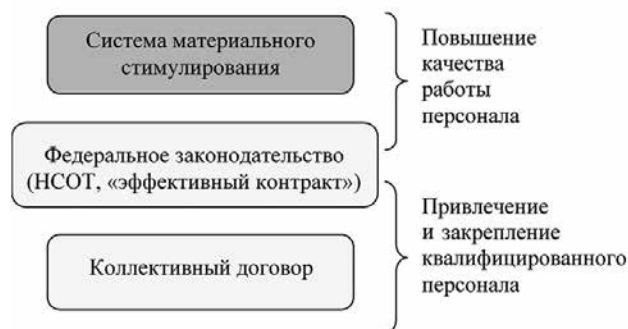 Система материального
стимулирования
Повышение
качества
работы
персонала
Федеральное законодательство
(НСОТ, «эффективный контракт»)
Привлечение
и закрепление
квалифицированного
персонала
Коллективный договор